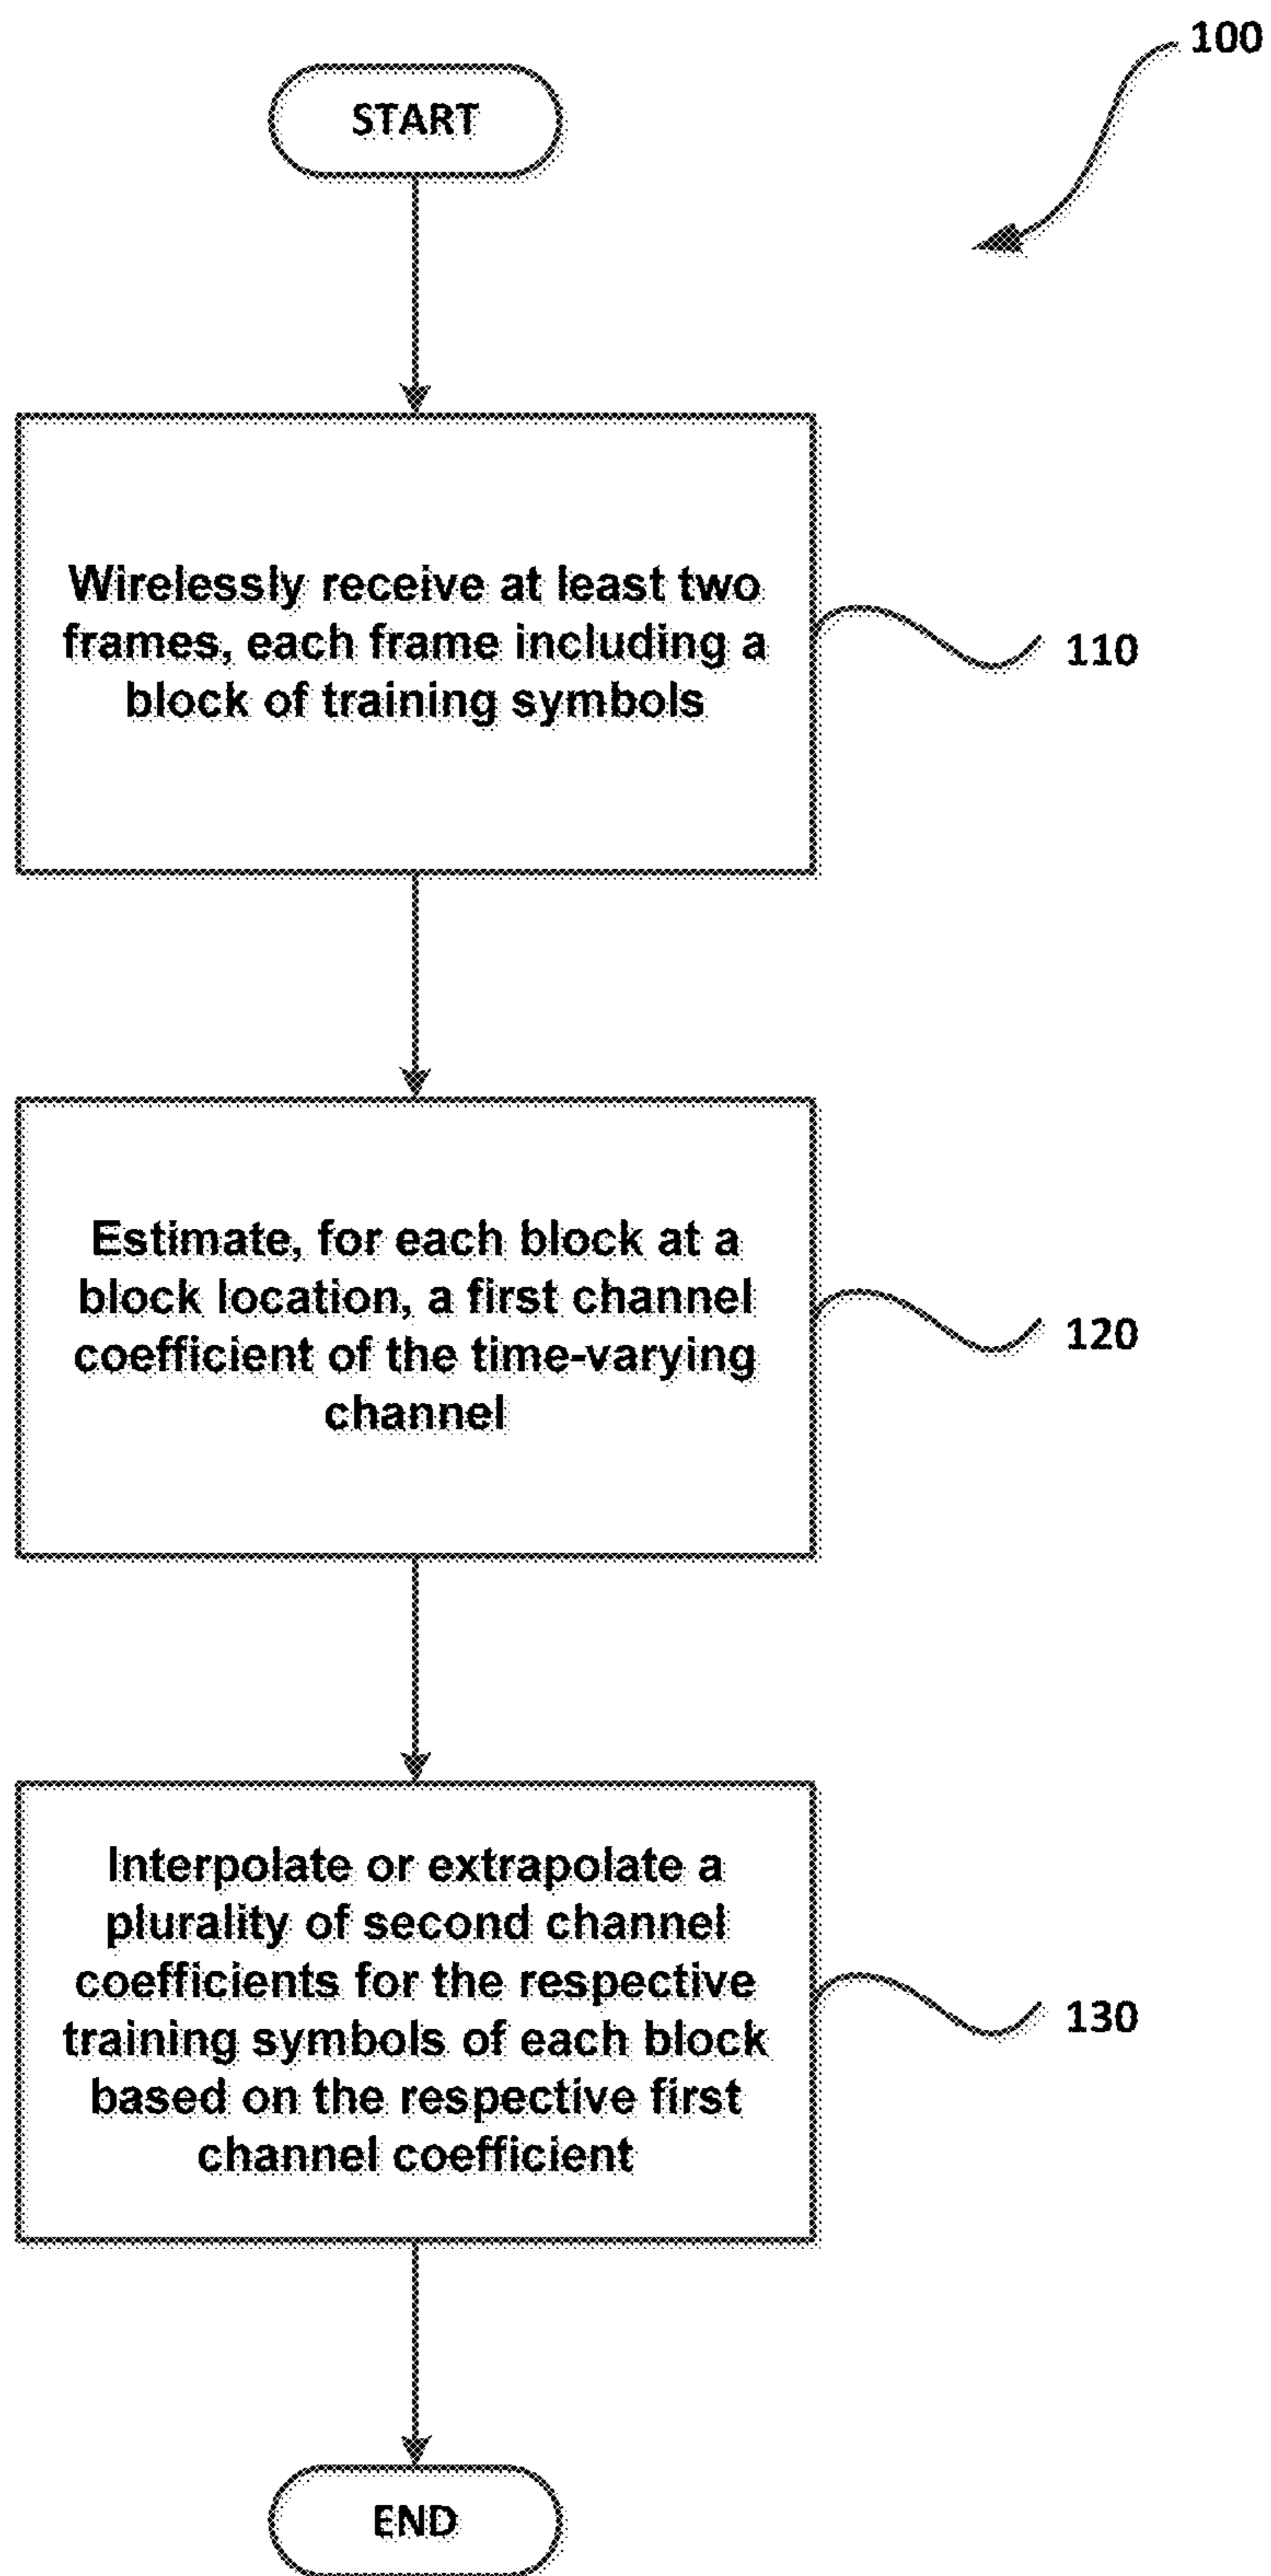 100
START
Wirelessly receive at least two
frames, each frame including a
block of training symbols
110
Estimate, for each block at a
block location, a first channel
coefficient of the time-varying
channel
120
Interpolate or extrapolate a
plurality of second channel
coefficients for the respective
training symbols of each block
based on the respective first
channel coefficient
130
END